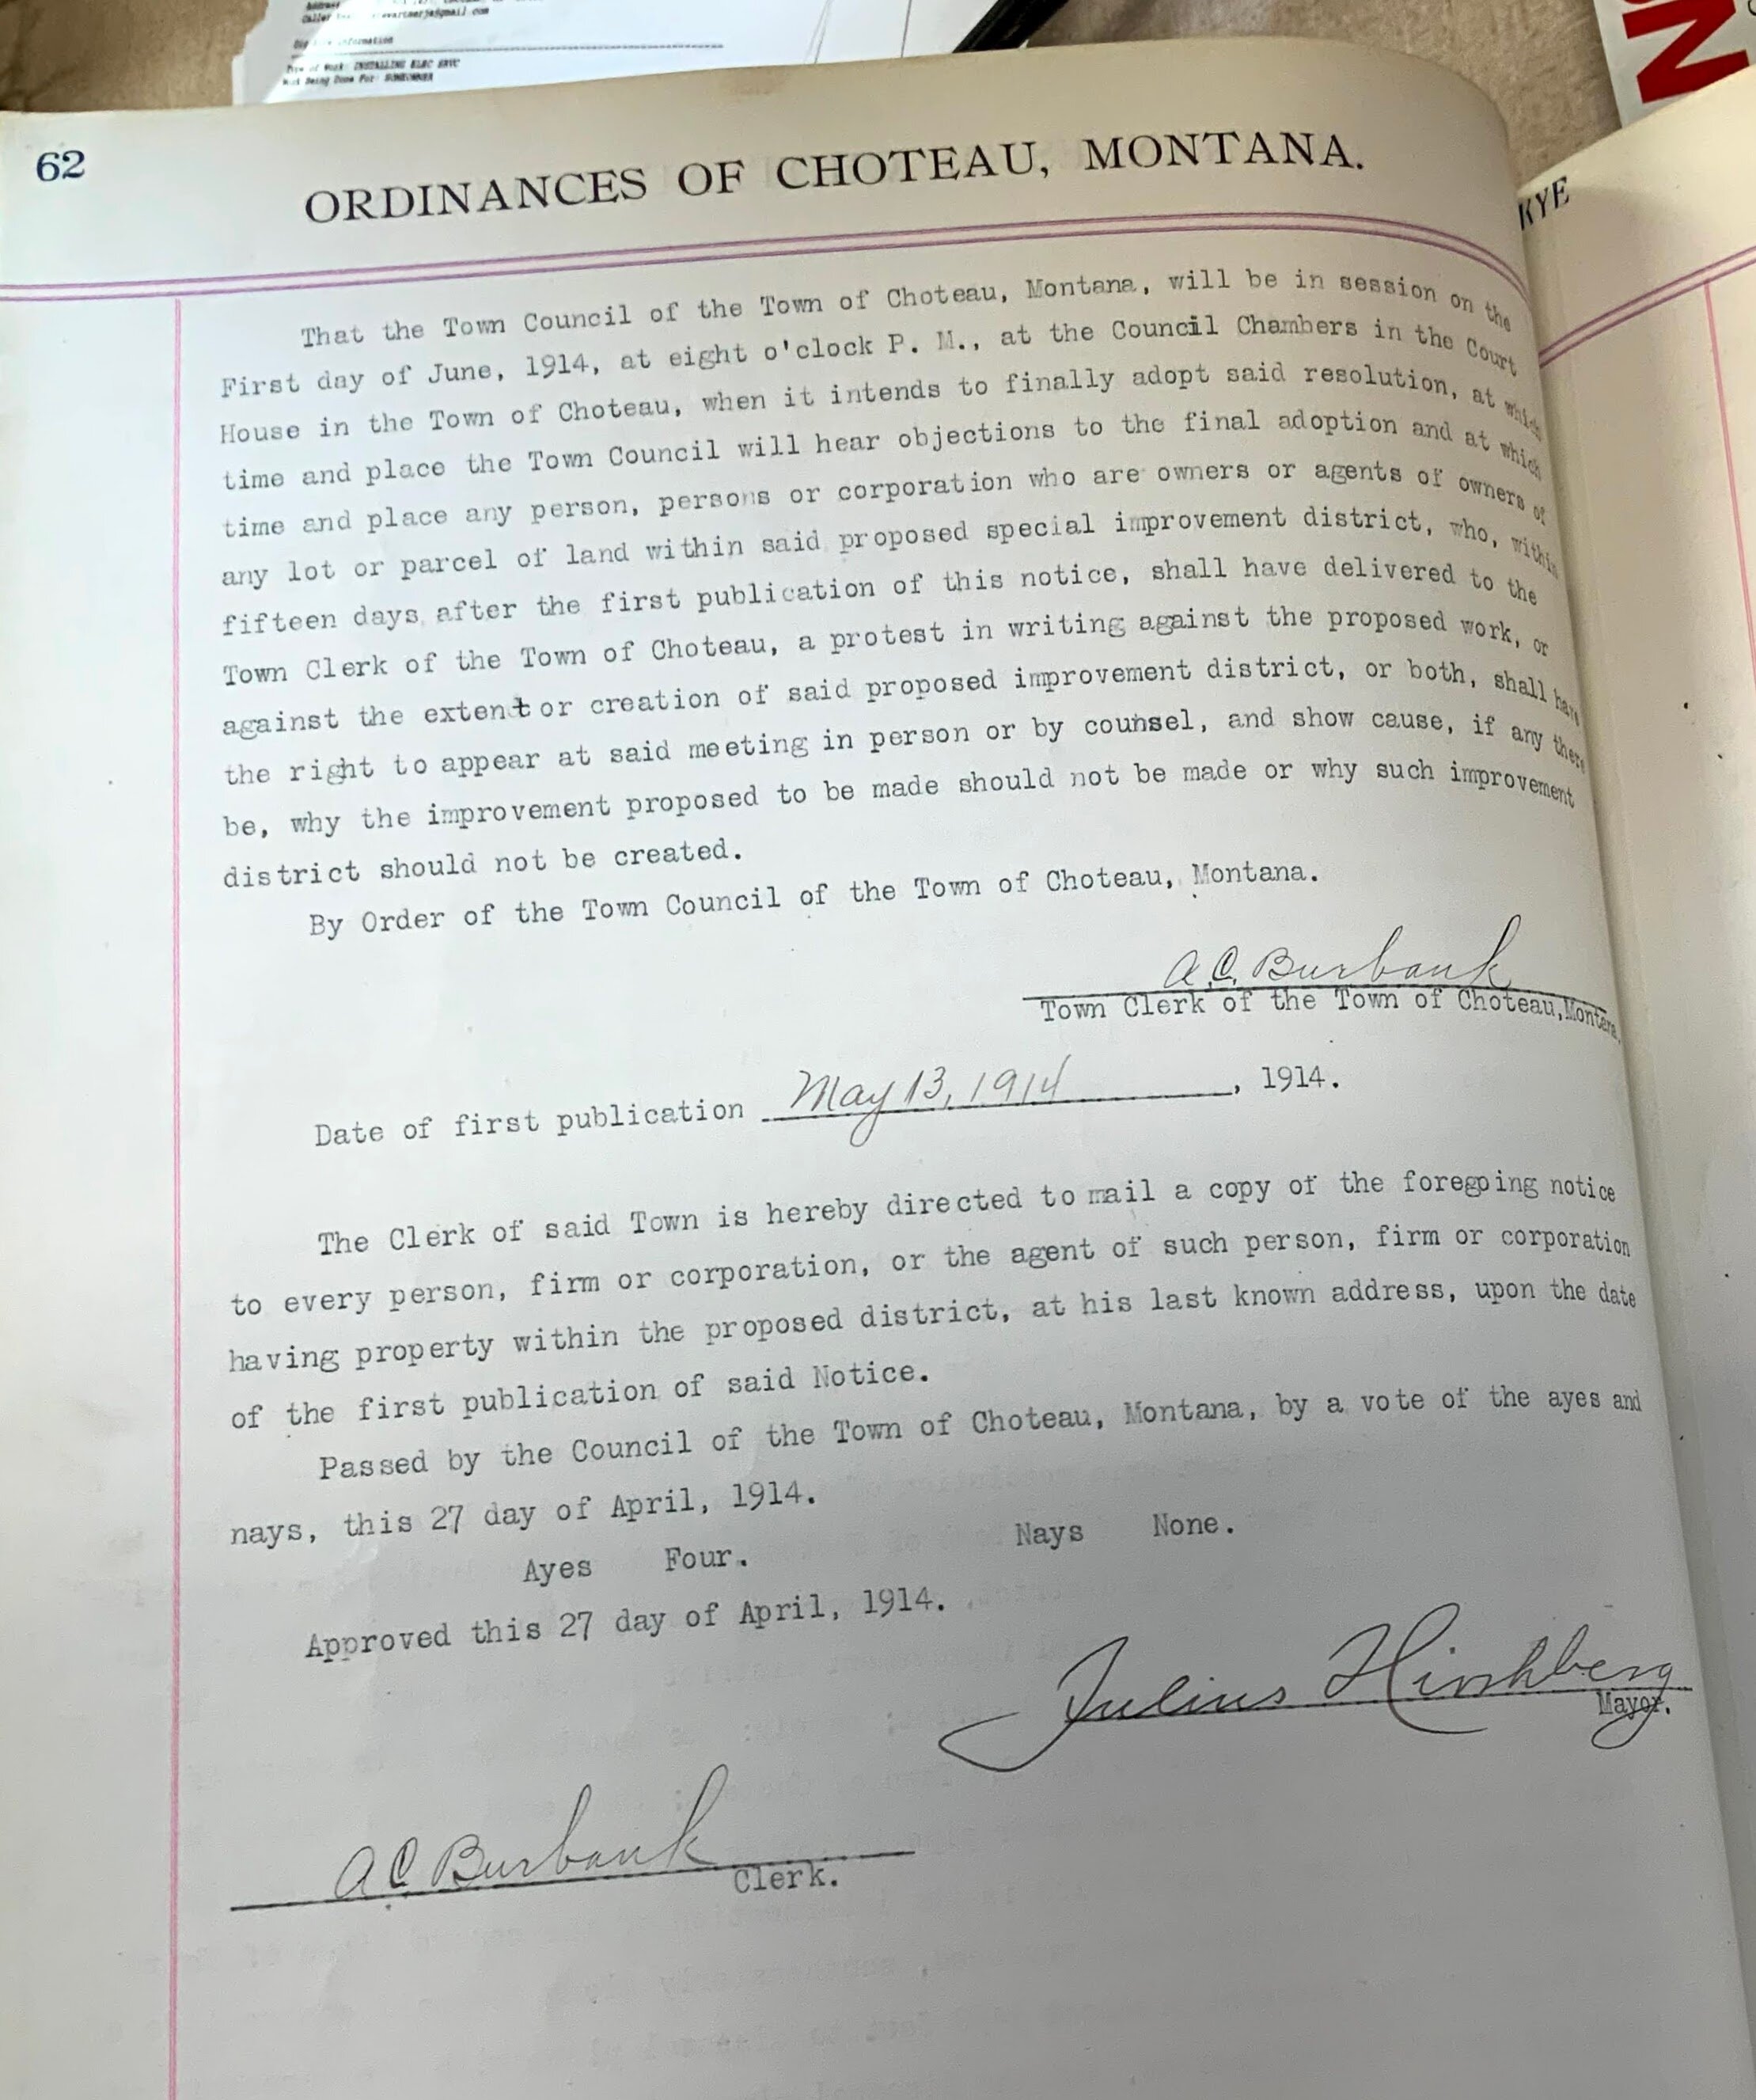 Caller
Dig information
Type of Work: INSTALLING ELEC SRVC
Work Being Done For: HOMEOWNER
N
KYE
62
ORDINANCES OF CHOTEAU, MONTANA.
That the Town Council of the Town of Choteau, Montana, will be in session on the
First day of June, 1914, at eight o'clock P. M., at the Council Chambers in the Court
House in the Town of Choteau, when it intends to finally adopt said resolution, at which
time and place the Town Council will hear objections to the final adoption and at which
time and place any person, persons or corporation who are owners or agents of owners of
any lot or parcel of land within said proposed special improvement district, who, within
fifteen days after the first publication of this notice, shall have delivered to the
Town Clerk of the Town of Choteau, a protest in writing against the proposed work, or
against the extent or creation of said proposed improvement district, or both, shall have
the right to appear at said meeting in person or by counsel, and show cause, if any there
be, why the improvement proposed to be made should not be made or why such improvement
district should not be created.
By Order of the Town Council of the Town of Choteau, Montana.
A.C. Burbank
Town Clerk of the Town of Choteau, Montana.
Date of first publication May 13, 1914, 1914.
The Clerk of said Town is hereby directed to mail a copy of the foregoing notice
to every person, firm or corporation, or the agent of such person, firm or corporation
having property within the proposed district, at his last known address, upon the date
of the first publication of said Notice.
Passed by the Council of the Town of Choteau, Montana, by a vote of the ayes and
nays, this 27 day of April, 1914.
Ayes Four. Nays None.
Approved this 27 day of April, 1914.
Julius Hirshberg
Mayor.
A C Burbank
Clerk.